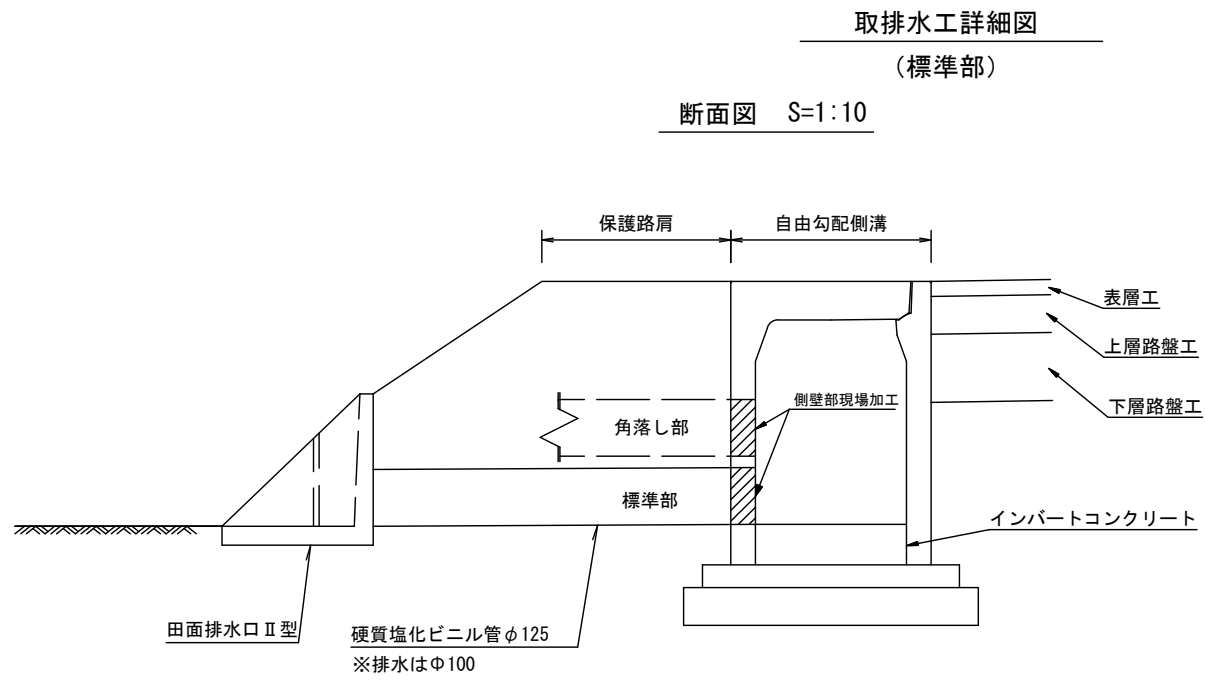 取排水工詳細図
(標準部)
断面図 S=1:10
保護路肩
自由勾配側溝
表層工
上層路盤工
側壁部現場加工
下層路盤工
角落し部
標準部
インバートコンクリート
田面排水口Ⅱ型
硬質塩化ビニル管φ125
※排水はΦ100